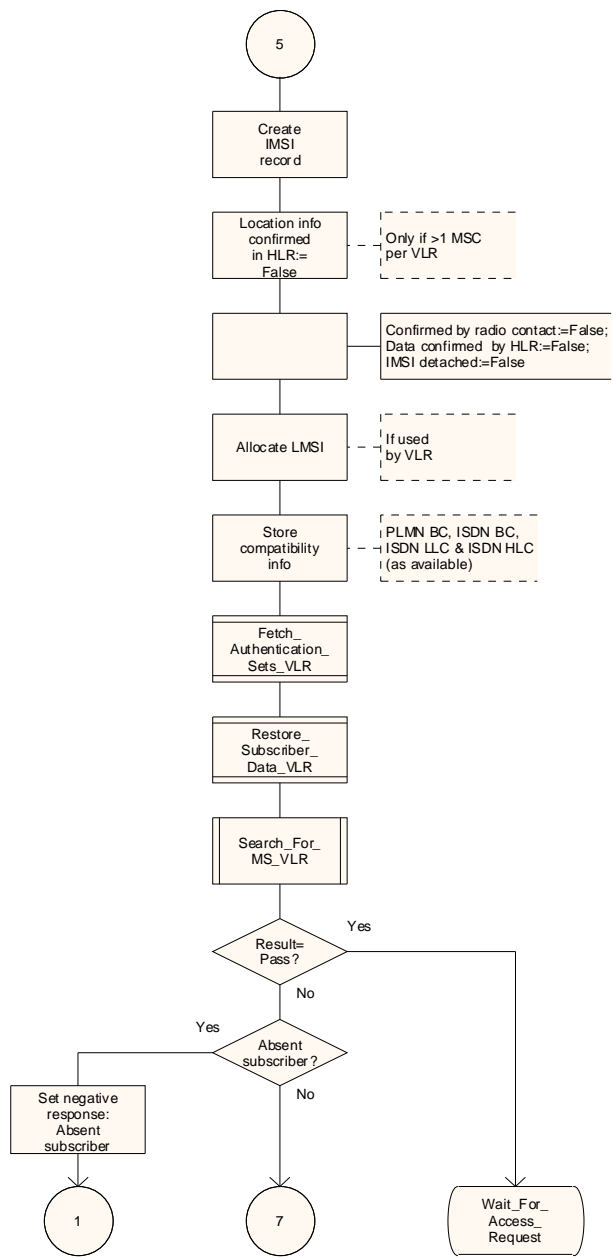 5
Create
IMSI
record
Location info
confirmed
in HLR:=
False
Only if >1 MSC
per VLR
Confirmed by radio contact:=False;
Data confirmed by HLR:=False;
IMSI detached:=False
Allocate LMSI
If used
by VLR
Store
compatibility
info
PLMN BC, ISDN BC,
ISDN LLC & ISDN HLC
(as available)
Fetch_
Authentication_
Sets_VLR
Restore_
Subscriber_
Data_VLR
Search_For_
MS_VLR
Result=
Pass?
Yes
No
Absent
subscriber?
Yes
No
Set negative
response:
Absent
subscriber
1
7
Wait_For_
Access_
Request